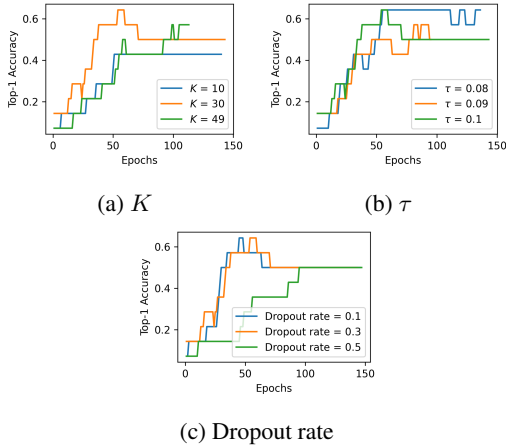 0.6
0.4
0.2
Top-1 Accuracy
K = 10
K = 30
K = 49
0 50 100 150
Epochs
(a) K
0.6
0.4
0.2
Top-1 Accuracy
τ = 0.08
τ = 0.09
τ = 0.1
0 50 100 150
Epochs
(b) τ
0.6
0.4
0.2
Top-1 Accuracy
Dropout rate = 0.1
Dropout rate = 0.3
Dropout rate = 0.5
0 50 100 150
Epochs
(c) Dropout rate